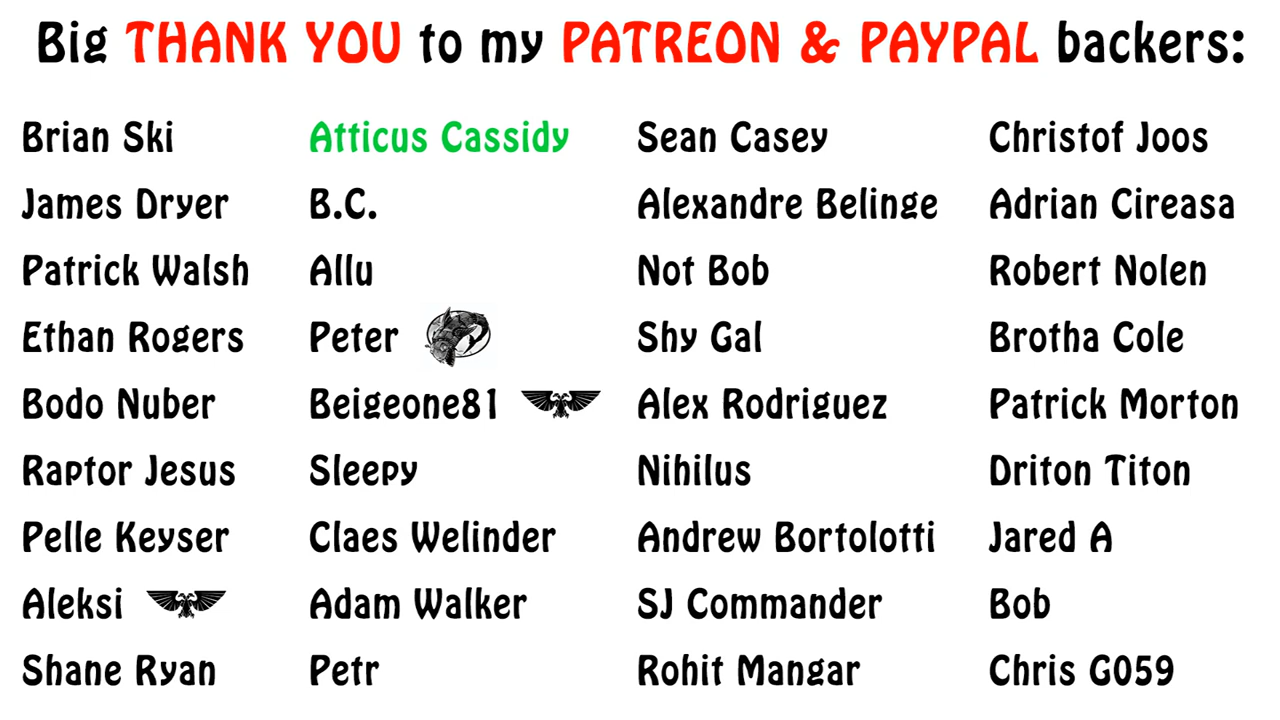 Big THANK YOU to my PATREON & PAYPAL backers:
Brian Ski
James Dryer
Patrick Walsh
Ethan Rogers
Bodo Nuber
Raptor Jesus
Pelle Keyser
Aleksi
Shane Ryan
Atticus Cassidy
B.C.
Allu
Peter
Beigeone81
Sleepy
Claes Welinder
Adam Walker
Petr
Sean Casey
Alexandre Belinge
Not Bob
Shy Gal
Alex Rodriguez
Nihilus
Andrew Bortolotti
SJ Commander
Rohit Mangar
Christof Joos
Adrian Cireasa
Robert Nolen
Brotha Cole
Patrick Morton
Driton Titon
Jared A
Bob
Chris G059